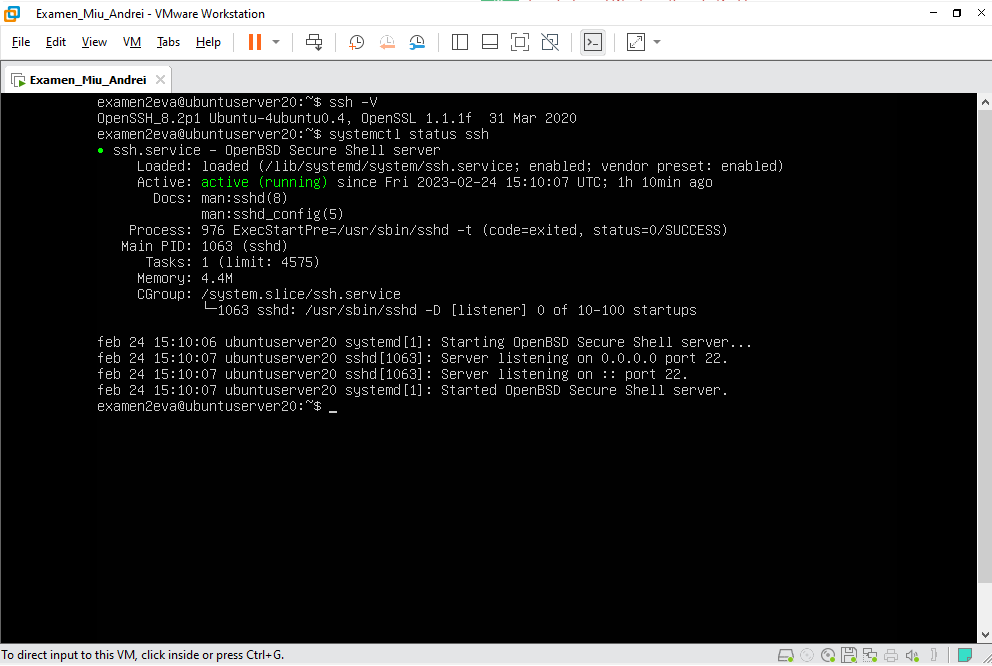 Examen_Miu_Andrei - VMware Workstation
File Edit View VM Tabs Help
Examen_Miu_Andrei
examen2eva@ubuntuserver20:~$ ssh -V
OpenSSH_8.2p1 Ubuntu-4ubuntu0.4, OpenSSL 1.1.1f  31 Mar 2020
examen2eva@ubuntuserver20:~$ systemctl status ssh
● ssh.service - OpenBSD Secure Shell server
Loaded: loaded (/lib/systemd/system/ssh.service; enabled; vendor preset: enabled)
Active: active (running) since Fri 2023-02-24 15:10:07 UTC; 1h 10min ago
Docs: man:sshd(8)
man:sshd_config(5)
Process: 976 ExecStartPre=/usr/sbin/sshd -t (code=exited, status=0/SUCCESS)
Main PID: 1063 (sshd)
Tasks: 1 (limit: 4575)
Memory: 4.4M
CGroup: /system.slice/ssh.service
└─1063 sshd: /usr/sbin/sshd -D [listener] 0 of 10-100 startups
feb 24 15:10:06 ubuntuserver20 systemd[1]: Starting OpenBSD Secure Shell server...
feb 24 15:10:07 ubuntuserver20 sshd[1063]: Server listening on 0.0.0.0 port 22.
feb 24 15:10:07 ubuntuserver20 sshd[1063]: Server listening on :: port 22.
feb 24 15:10:07 ubuntuserver20 systemd[1]: Started OpenBSD Secure Shell server.
examen2eva@ubuntuserver20:~$ _
To direct input to this VM, click inside or press Ctrl+G.